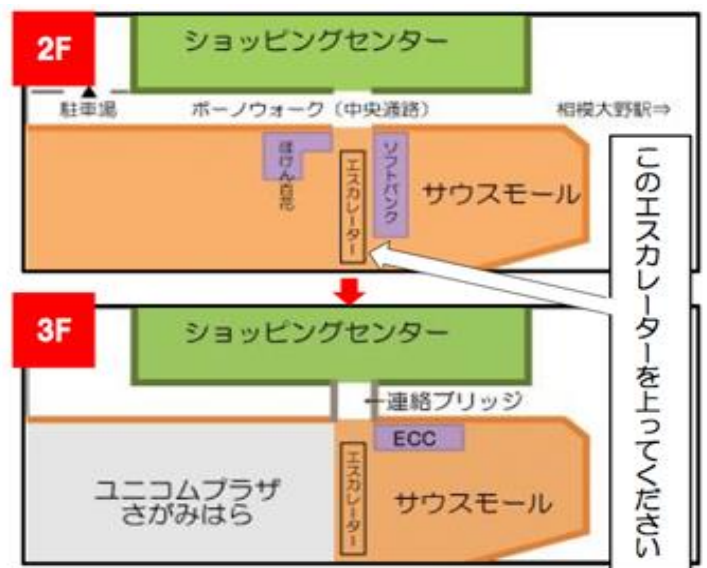 2F
ショッピングセンター
駐車場
ボーノウォーク（中央通路）
相模大野駅⇒
ほけん百花
エスカレーター
ソフトバンク
サウスモール
このエスカレーターを上ってください
3F
ショッピングセンター
←連絡ブリッジ
ECC
エスカレーター
ユニコムプラザ
さがみはら
サウスモール